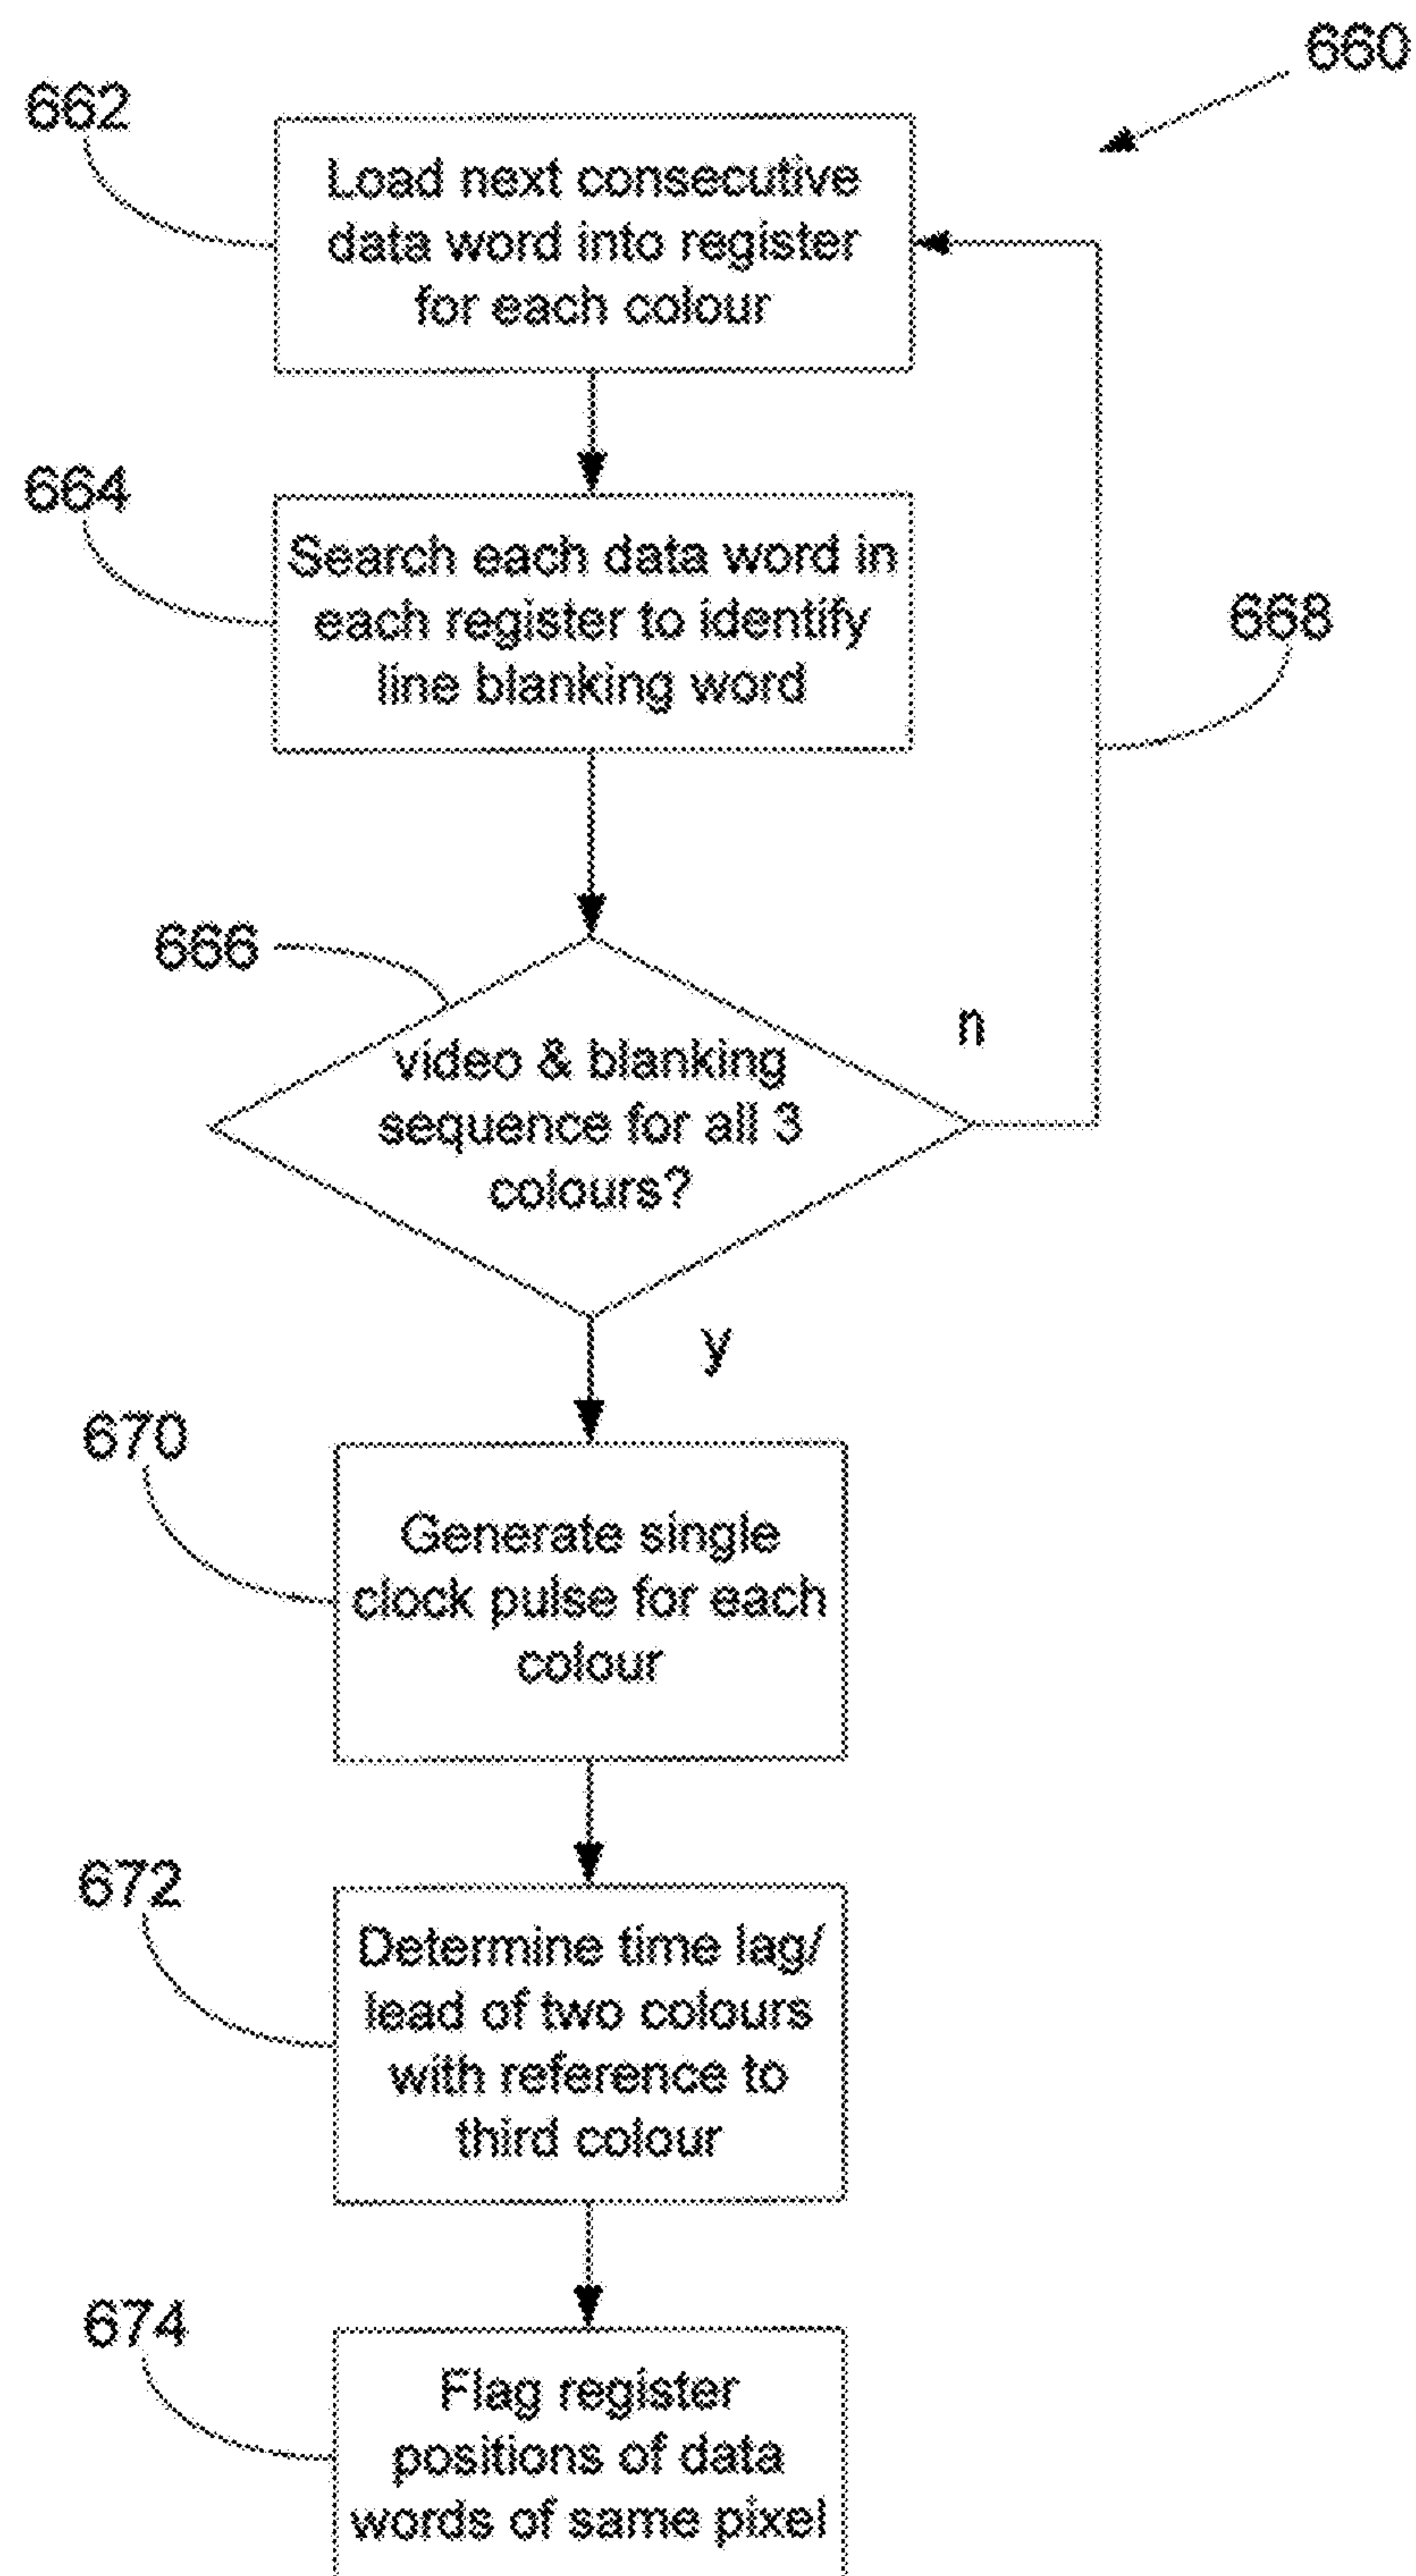 660
662
Load next consecutive
data word into register
for each colour
664
Search each data word in
each register to identify
line blanking word
668
666
n
video & blanking
sequence for all 3
colours?
y
670
Generate single
clock pulse for each
colour
672
Determine time lag/
lead of two colours
with reference to
third colour
674
Flag register
positions of data
words of same pixel